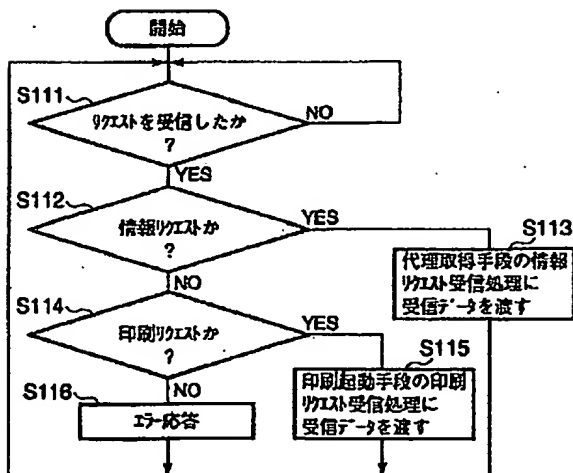 開始
S111
リクエストを受信したか
?
NO
YES
S112
情報リクエストか
?
YES
S113
代理取得手段の情報
リクエスト受信処理に
受信データを渡す
NO
S114
印刷リクエストか
?
YES
S115
印刷起動手段の印刷
リクエスト受信処理に
受信データを渡す
NO
S116
エラー応答